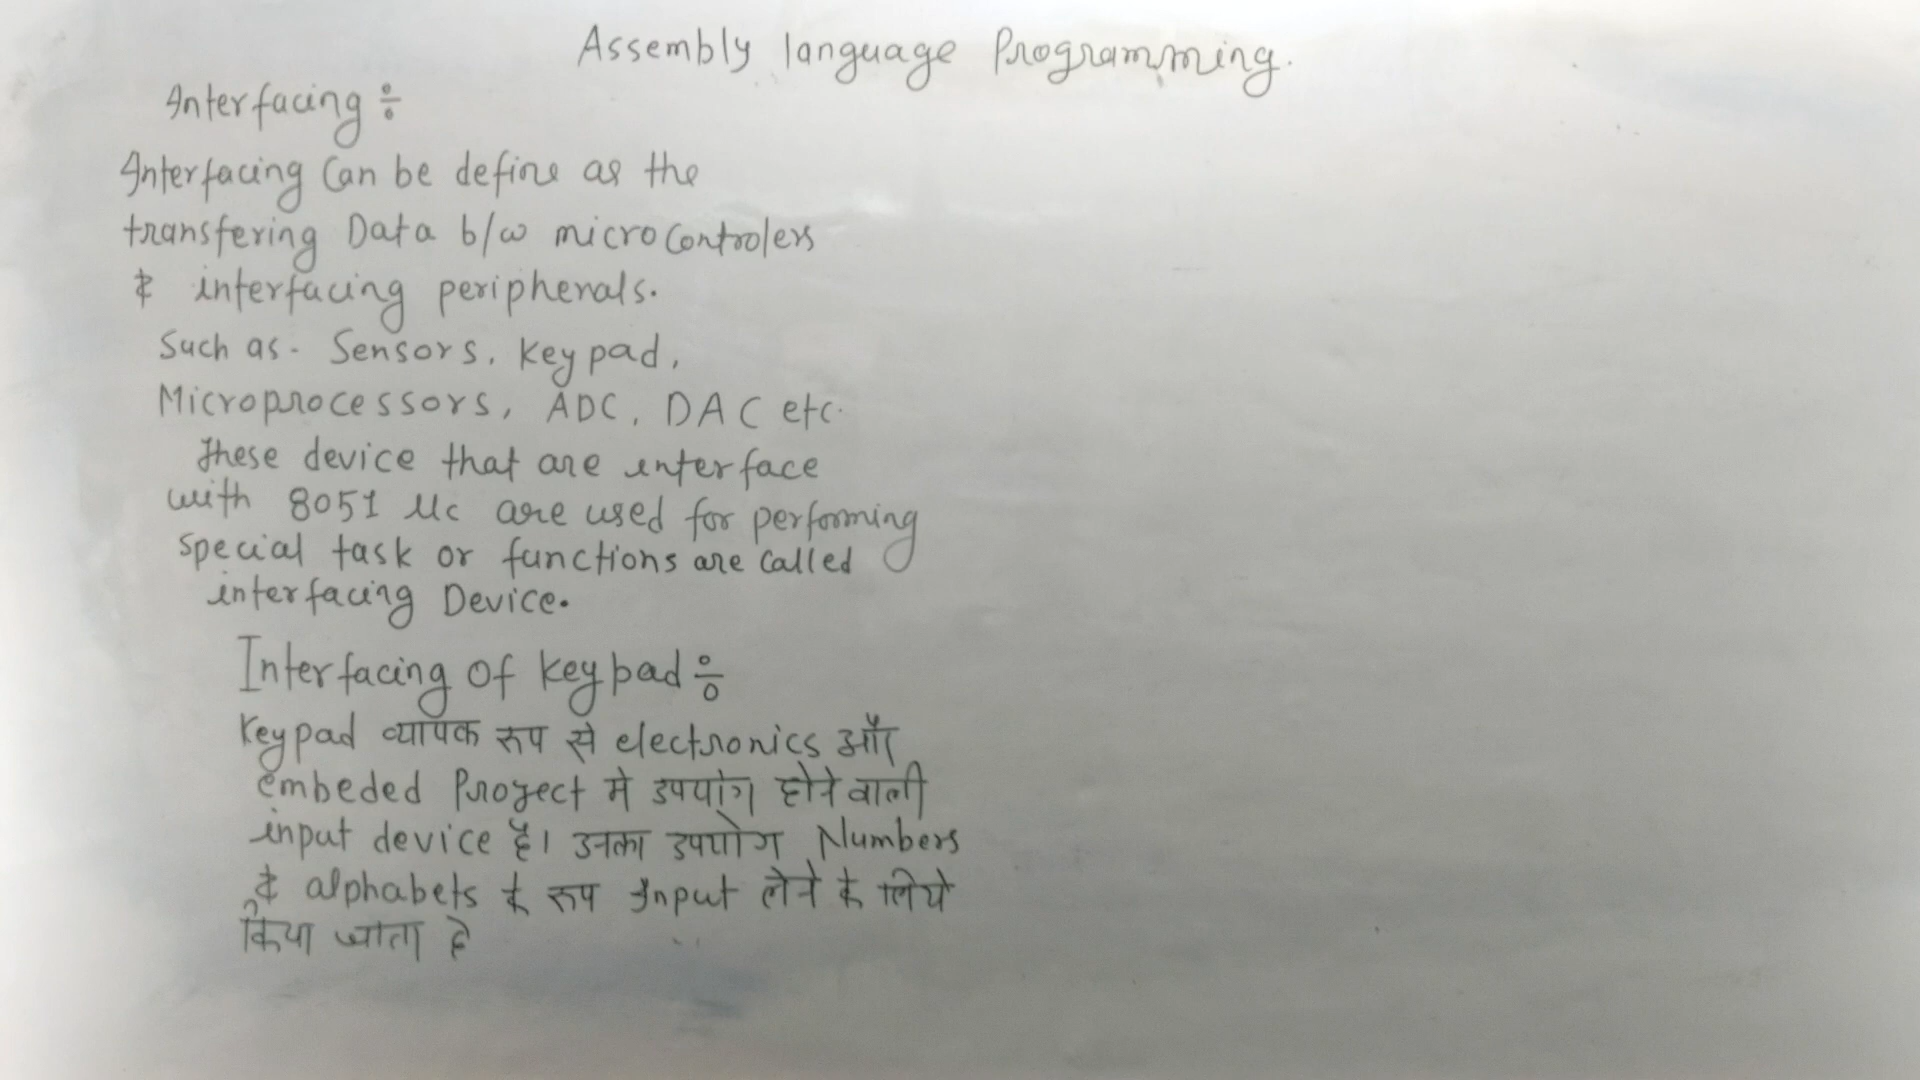 Assembly language Programming.
Interfacing ÷
Interfacing Can be define as the
transfering Data b/w microControlers
& interfacing peripherals.
Such as - Sensors, Keypad,
Microprocessors, ADC, DAC etc.
These device that are interface
with 8051 Uc are used for performing
special task or functions are called
interfacing Device.
Interfacing of Keypad ÷
Keypad व्यापक रूप से electronics और
embeded Project मे उपयोग होने वाली
input device है। उनका उपयोग Numbers
& alphabets के रूप Input लेने के लिये
किया जाता है